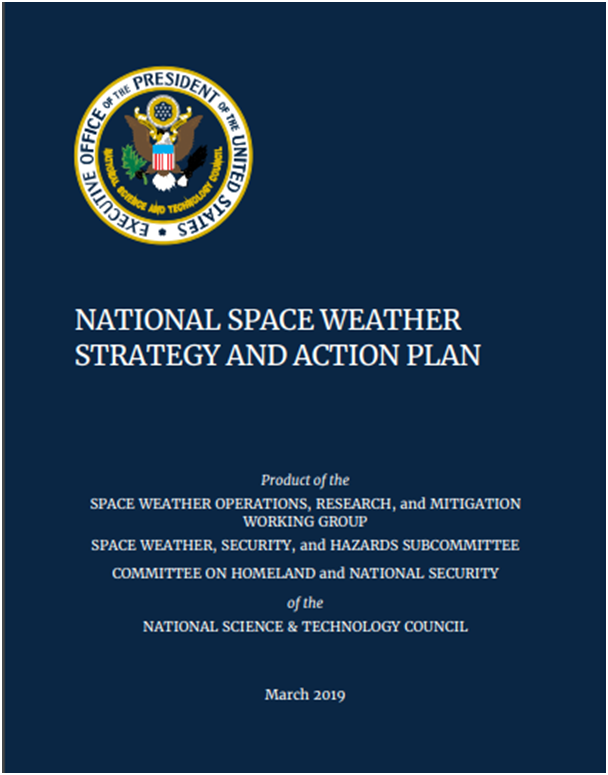 EXECUTIVE OFFICE OF THE PRESIDENT OF THE UNITED STATES
NATIONAL SCIENCE AND TECHNOLOGY COUNCIL
NATIONAL SPACE WEATHER
STRATEGY AND ACTION PLAN
Product of the
SPACE WEATHER OPERATIONS, RESEARCH, and MITIGATION
WORKING GROUP
SPACE WEATHER, SECURITY, and HAZARDS SUBCOMMITTEE
COMMITTEE ON HOMELAND and NATIONAL SECURITY
of the
NATIONAL SCIENCE & TECHNOLOGY COUNCIL
March 2019